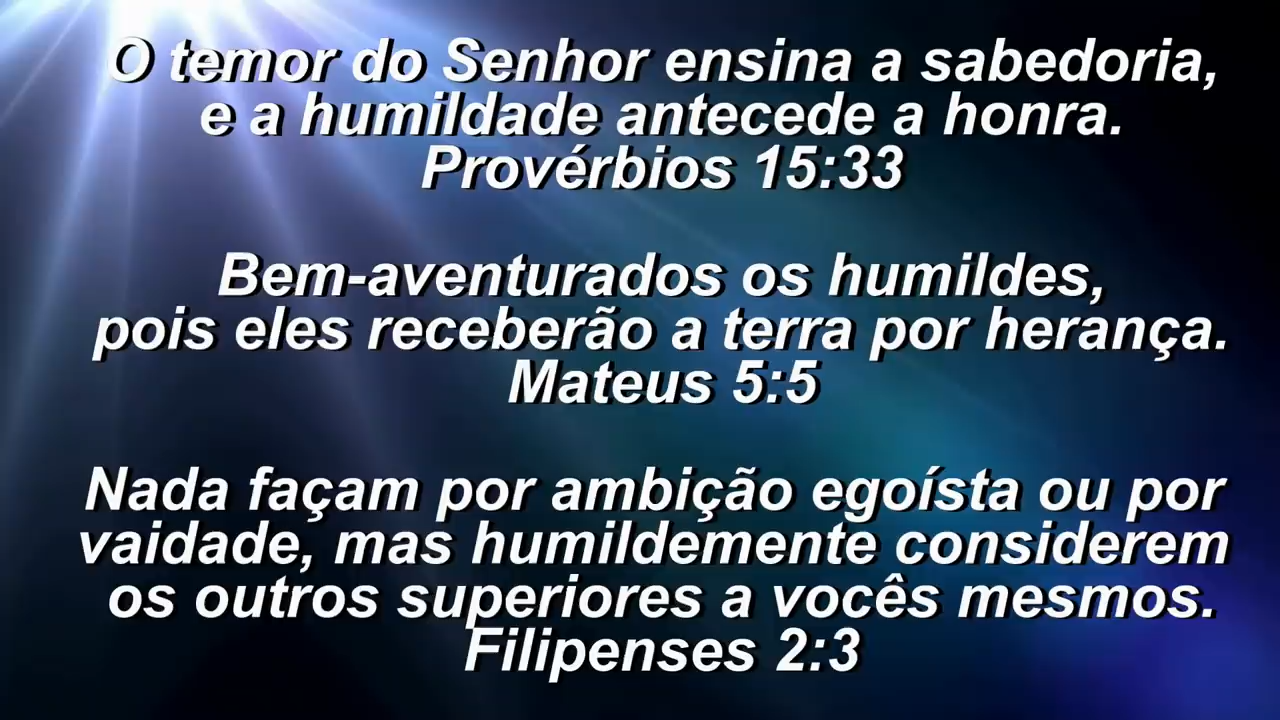 O temor do Senhor ensina a sabedoria,
e a humildade antecede a honra.
Provérbios 15:33
Bem-aventurados os humildes,
pois eles receberão a terra por herança.
Mateus 5:5
Nada façam por ambição egoísta ou por
vaidade, mas humildemente considerem
os outros superiores a vocês mesmos.
Filipenses 2:3